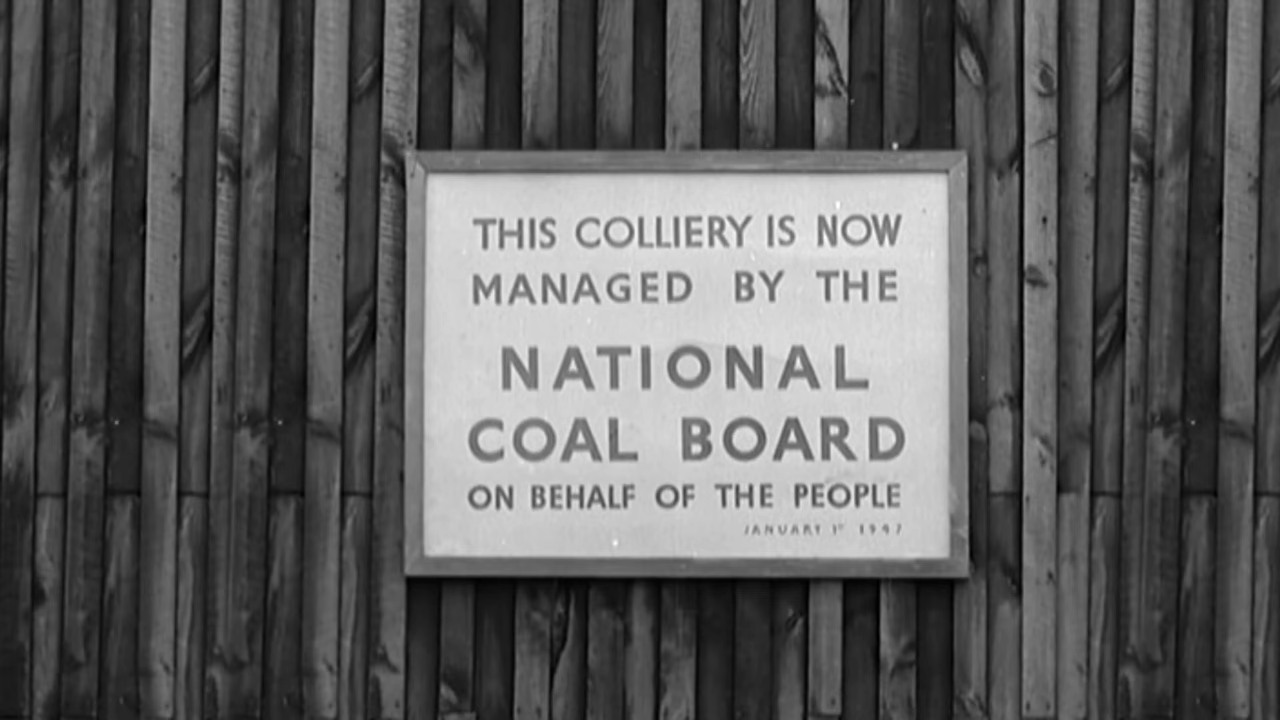 THIS COLLIERY IS NOW
MANAGED BY THE
NATIONAL
COAL BOARD
ON BEHALF OF THE PEOPLE
JANUARY 1ST 1947